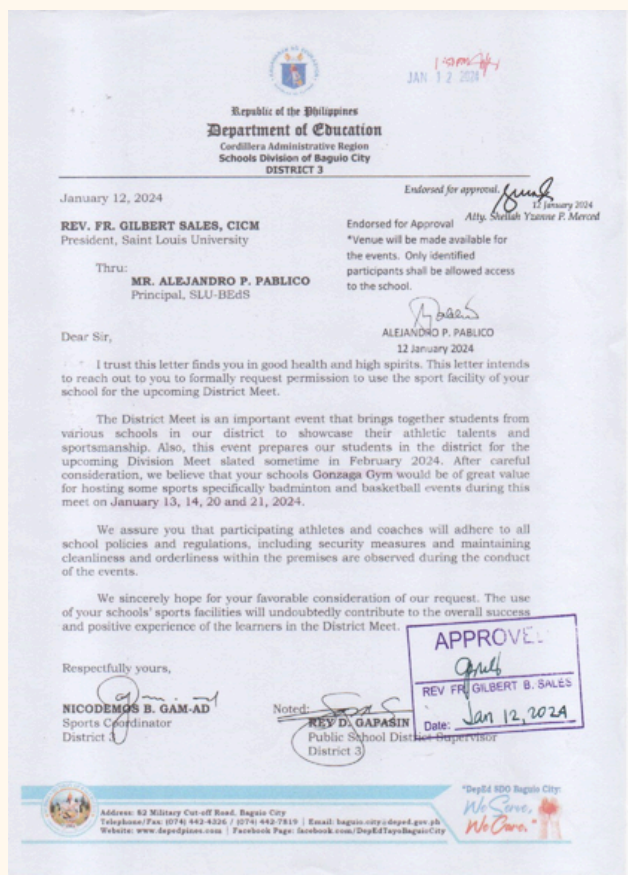 JAN 12 2024
Republic of the Philippines
Department of Education
Cordillera Administrative Region
Schools Division of Baguio City
DISTRICT 3
January 12, 2024
Endorsed for approval.
12 January 2024
Atty. Shellah Yzanne P. Merced
REV. FR. GILBERT SALES, CICM
President, Saint Louis University
Thru:
MR. ALEJANDRO P. PABLICO
Principal, SLU-BEdS
Endorsed for Approval
*Venue will be made available for
the events. Only identified
participants shall be allowed access
to the school.
ALEJANDRO P. PABLICO
12 January 2024
Dear Sir,
I trust this letter finds you in good health and high spirits. This letter intends
to reach out to you to formally request permission to use the sport facility of your
school for the upcoming District Meet.
The District Meet is an important event that brings together students from
various schools in our district to showcase their athletic talents and
sportsmanship. Also, this event prepares our students in the district for the
upcoming Division Meet slated sometime in February 2024. After careful
consideration, we believe that your schools Gonzaga Gym would be of great value
for hosting some sports specifically badminton and basketball events during this
meet on January 13, 14, 20 and 21, 2024.
We assure you that participating athletes and coaches will adhere to all
school policies and regulations, including security measures and maintaining
cleanliness and orderliness within the premises are observed during the conduct
of the events.
We sincerely hope for your favorable consideration of our request. The use
of your schools' sports facilities will undoubtedly contribute to the overall success
and positive experience of the learners in the District Meet.
Respectfully yours,
NICODEMOS B. GAM-AD
Sports Coordinator
District 3
Noted:
REY D. GAPASIN
Public School District Supervisor
District 3
APPROVED
REV FR. GILBERT B. SALES
Date: Jan 12, 2024
Address: 82 Military Cut-off Road, Baguio City
Telephone/Fax: (074) 442-4326 / (074) 442-7819 | Email: baguio.city@deped.gov.ph
Website: www.depedpines.com | Facebook Page: facebook.com/DepEdTayoBaguioCity
"DepEd SDO Baguio City:
We Serve,
We Care."